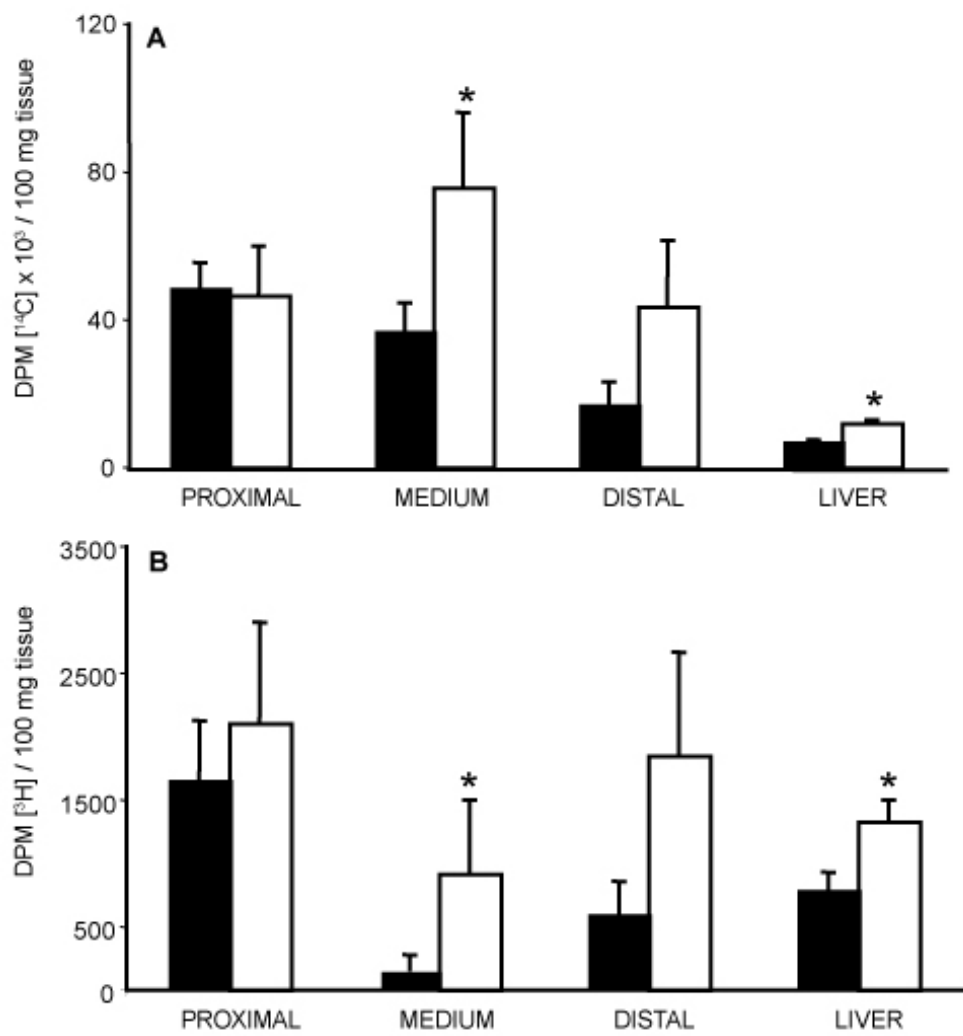 A
DPM [¹⁴C] x 10³ / 100 mg tissue
120
80
40
0
*
*
PROXIMAL MEDIUM DISTAL LIVER
B
DPM [³H] / 100 mg tissue
3500
2500
1500
500
0
*
*
PROXIMAL MEDIUM DISTAL LIVER